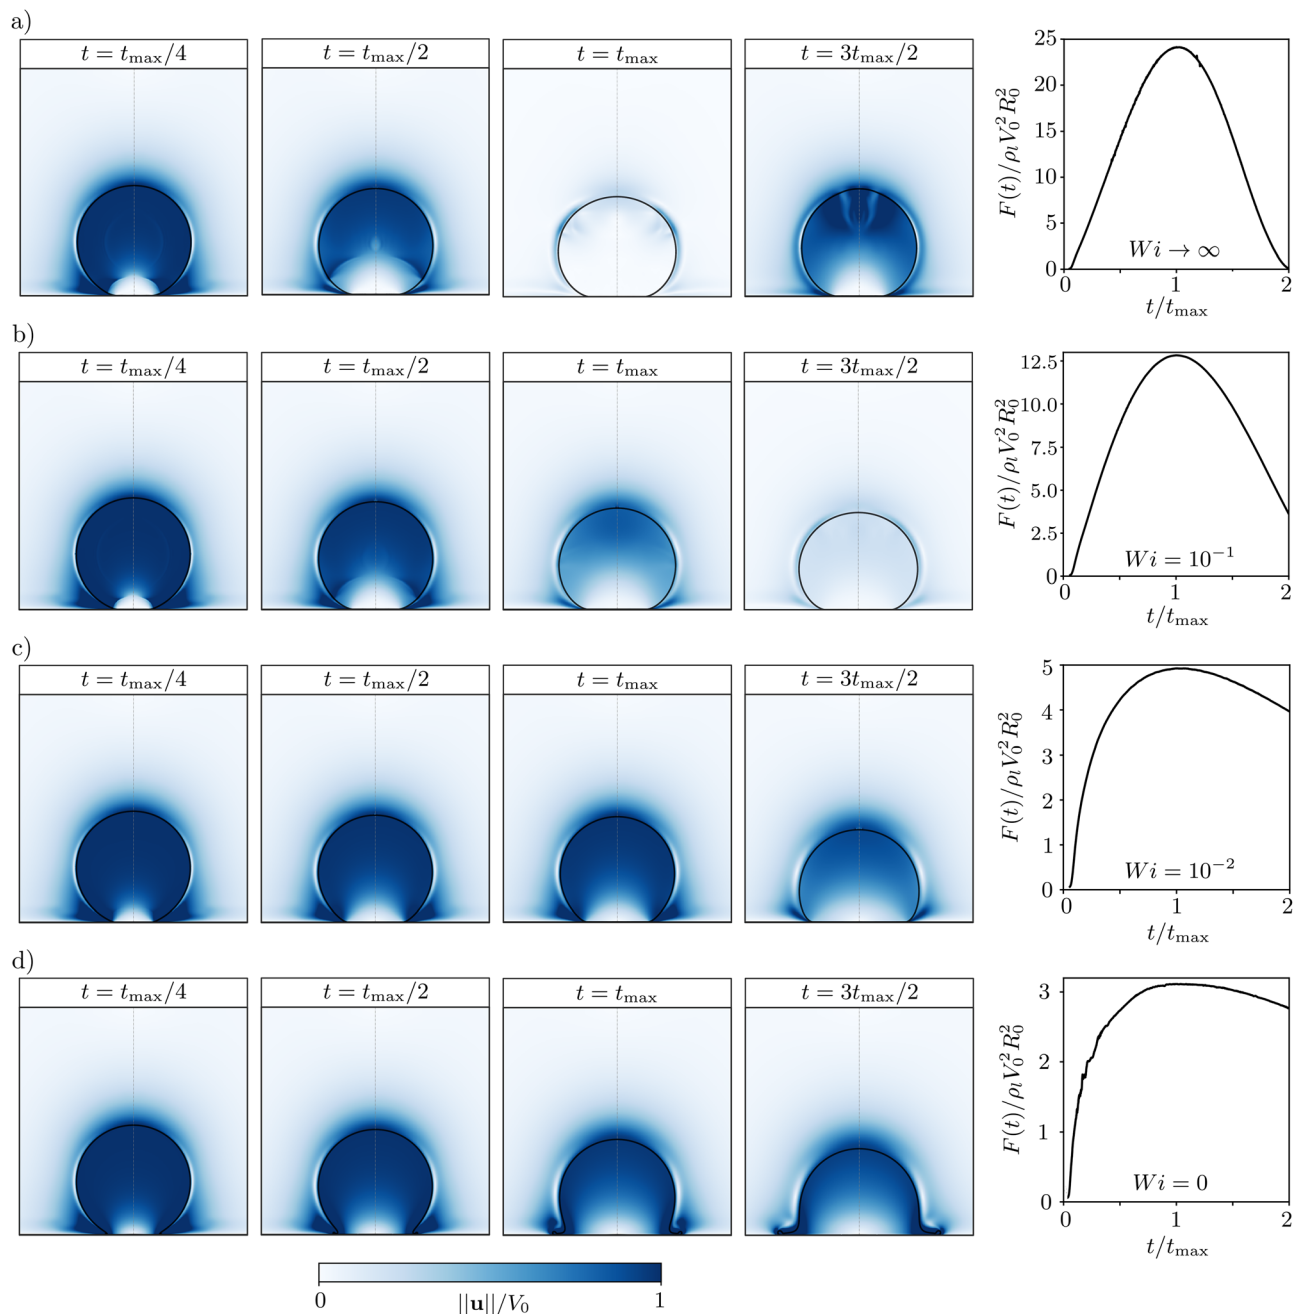 a)
t = t_max/4
t = t_max/2
t = t_max
t = 3t_max/2
F(t)/ρ_l V_0^2 R_0^2
25
20
15
10
5
0
Wi → ∞
0 1 2
t/t_max
b)
t = t_max/4
t = t_max/2
t = t_max
t = 3t_max/2
F(t)/ρ_l V_0^2 R_0^2
12.5
10.0
7.5
5.0
2.5
0
Wi = 10^{-1}
0 1 2
t/t_max
c)
t = t_max/4
t = t_max/2
t = t_max
t = 3t_max/2
F(t)/ρ_l V_0^2 R_0^2
5
4
3
2
1
0
Wi = 10^{-2}
0 1 2
t/t_max
d)
t = t_max/4
t = t_max/2
t = t_max
t = 3t_max/2
F(t)/ρ_l V_0^2 R_0^2
3
2
1
0
Wi = 0
0 1 2
t/t_max
0 ||u||/V_0 1